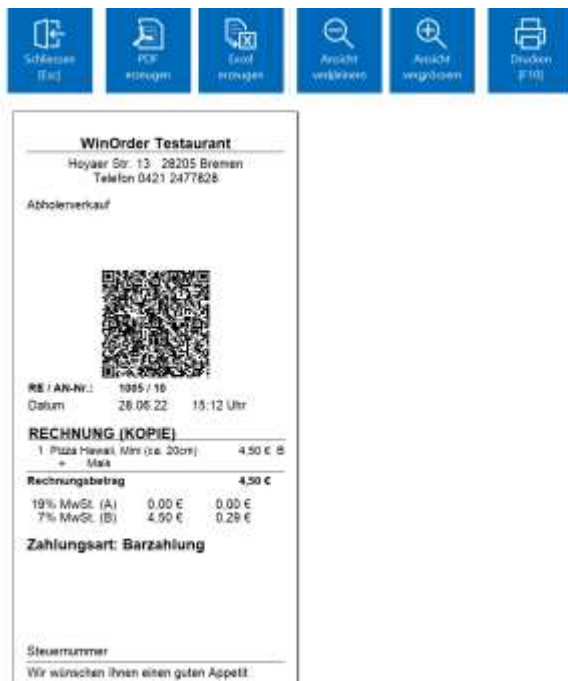 Schliessen
[Esc]
PDF
erzeugen
Excel
erzeugen
Ansicht
verkleinern
Ansicht
vergrössern
Drucken
[F10]
WinOrder Testaurant
Hoyaer Str. 13 28205 Bremen
Telefon 0421 2477828
Abholerverkauf
RE / AN-Nr.: 1005 / 10
Datum 28.06.22 15:12 Uhr
RECHNUNG (KOPIE)
1 Pizza Hawaii, Mini (ca. 20cm) 4,50 € B
+ Mais
Rechnungsbetrag 4,50 €
19% MwSt. (A) 0,00 € 0,00 €
7% MwSt. (B) 4,50 € 0,29 €
Zahlungsart: Barzahlung
Steuernummer
Wir wünschen Ihnen einen guten Appetit